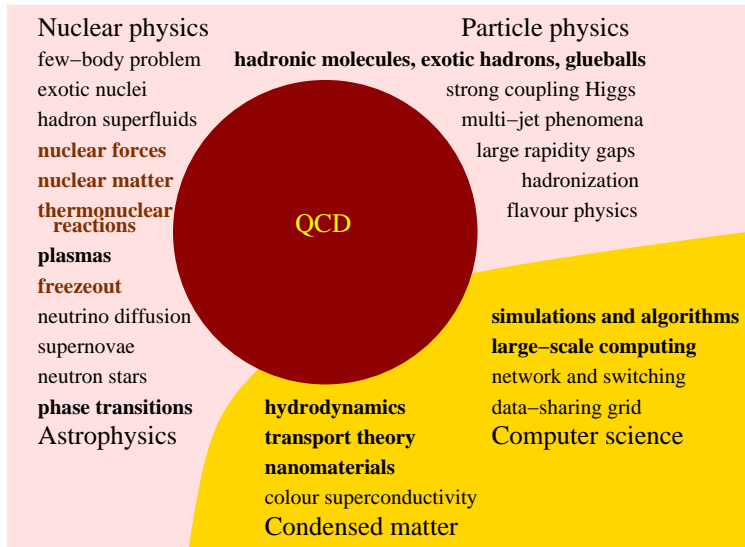 Nuclear physics
few−body problem
exotic nuclei
hadron superfluids
nuclear forces
nuclear matter
thermonuclear
reactions
plasmas
freezeout
neutrino diffusion
supernovae
neutron stars
phase transitions
Astrophysics
Particle physics
hadronic molecules, exotic hadrons, glueballs
strong coupling Higgs
multi−jet phenomena
large rapidity gaps
hadronization
flavour physics
QCD
hydrodynamics
transport theory
nanomaterials
colour superconductivity
Condensed matter
simulations and algorithms
large−scale computing
network and switching
data−sharing grid
Computer science